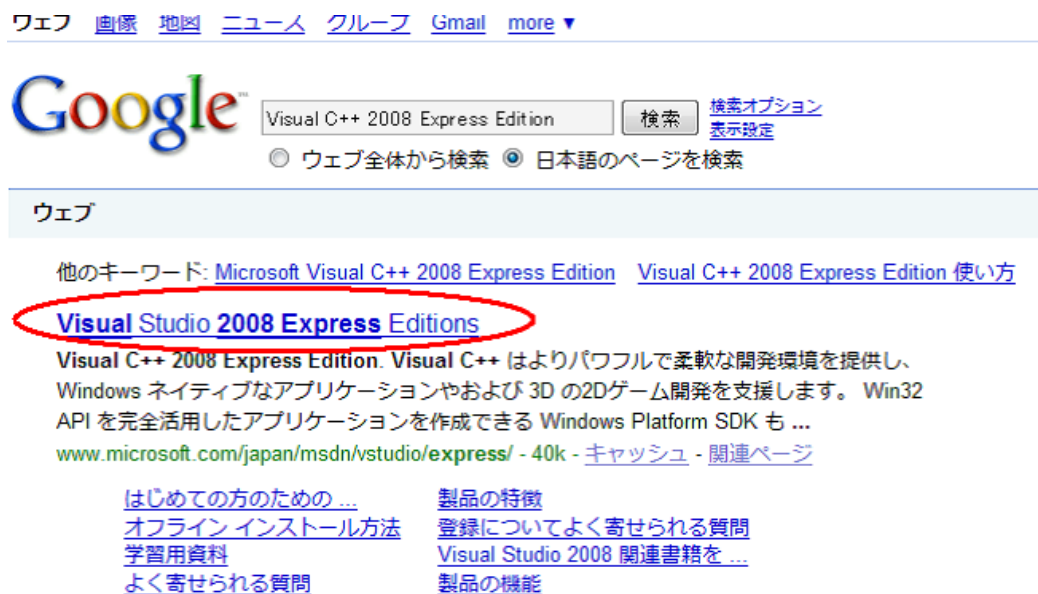 ウェブ 画像 地図 ニュース グループ Gmail more ▼
Google™ Visual C++ 2008 Express Edition 検索 検索オプション
表示設定
ウェブ全体から検索 日本語のページを検索
ウェブ
他のキーワード: Microsoft Visual C++ 2008 Express Edition Visual C++ 2008 Express Edition 使い方
Visual Studio 2008 Express Editions
Visual C++ 2008 Express Edition. Visual C++ はよりパワフルで柔軟な開発環境を提供し、
Windows ネイティブなアプリケーションやおよび 3D の2Dゲーム開発を支援します。 Win32
API を完全活用したアプリケーションを作成できる Windows Platform SDK も ...
www.microsoft.com/japan/msdn/vstudio/express/ - 40k - キャッシュ - 関連ページ
はじめての方のための ... 製品の特徴
オフライン インストール方法 登録についてよく寄せられる質問
学習用資料 Visual Studio 2008 関連書籍を ...
よく寄せられる質問 製品の機能